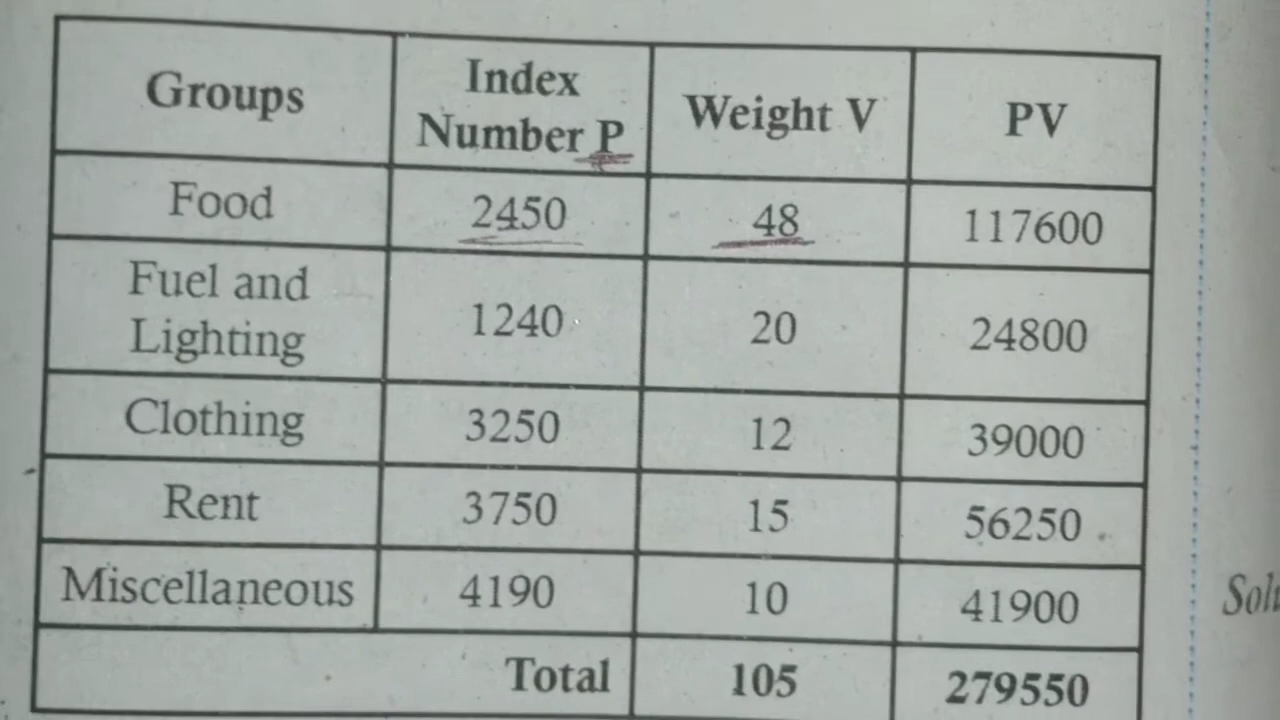 Groups Index Number P Weight V PV
Food 2450 48 117600
Fuel and Lighting 1240 20 24800
Clothing 3250 12 39000
Rent 3750 15 56250
Miscellaneous 4190 10 41900
Total 105 279550